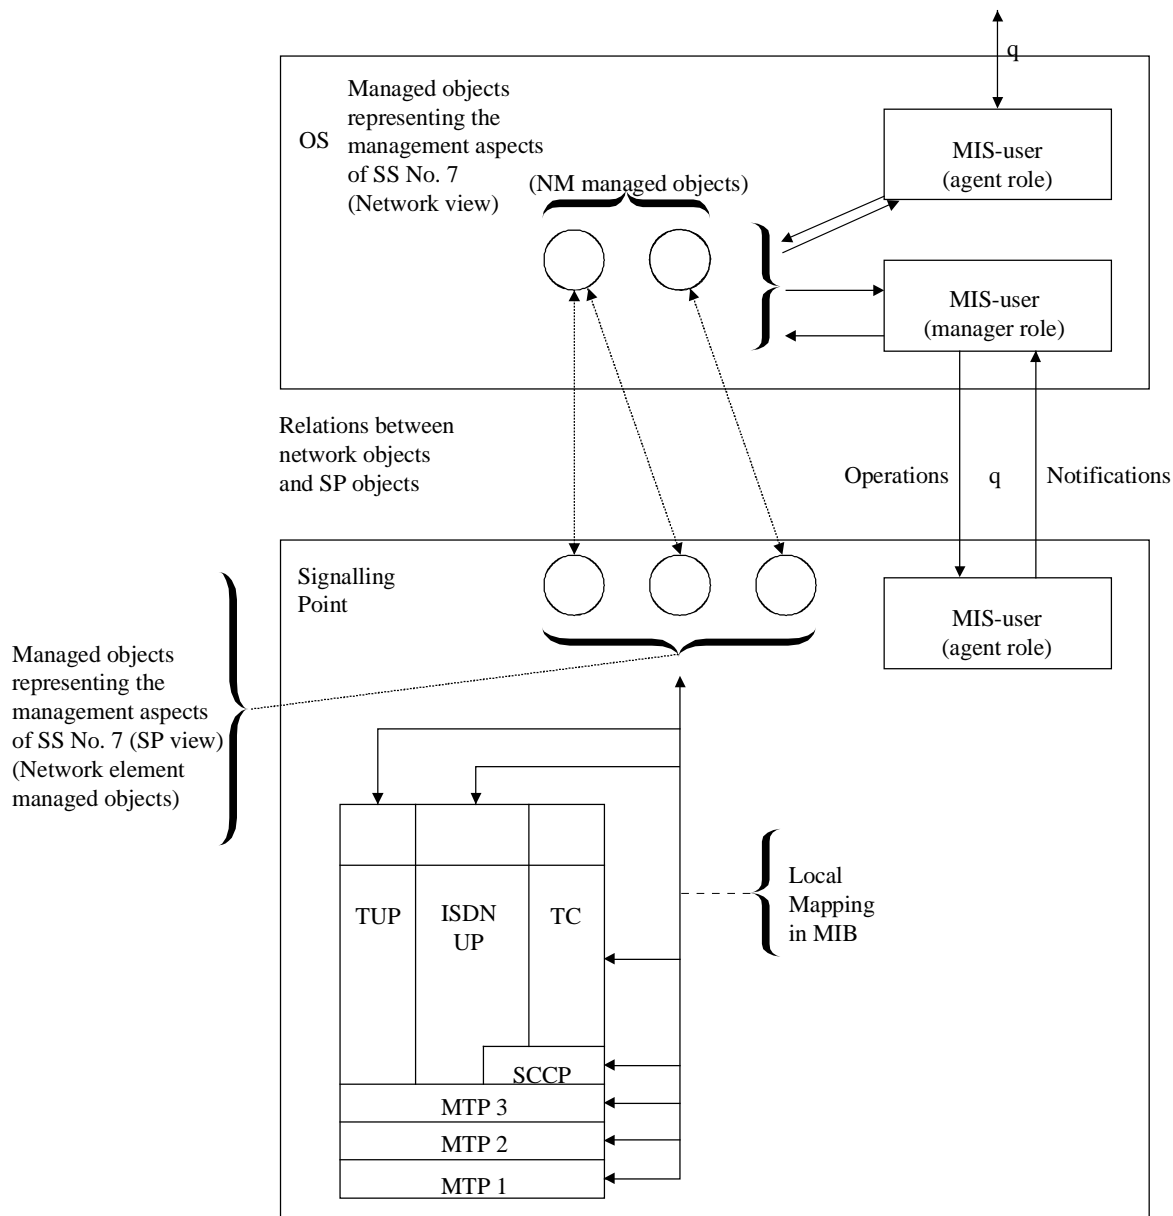 q
Managed objects
representing the
management aspects
of SS No. 7
(Network view)
OS
(NM managed objects)
MIS-user
(agent role)
MIS-user
(manager role)
Relations between
network objects
and SP objects
Operations
q
Notifications
Signalling
Point
MIS-user
(agent role)
Managed objects
representing the
management aspects
of SS No. 7 (SP view)
(Network element
managed objects)
TUP
ISDN
UP
TC
Local
Mapping
in MIB
SCCP
MTP 3
MTP 2
MTP 1